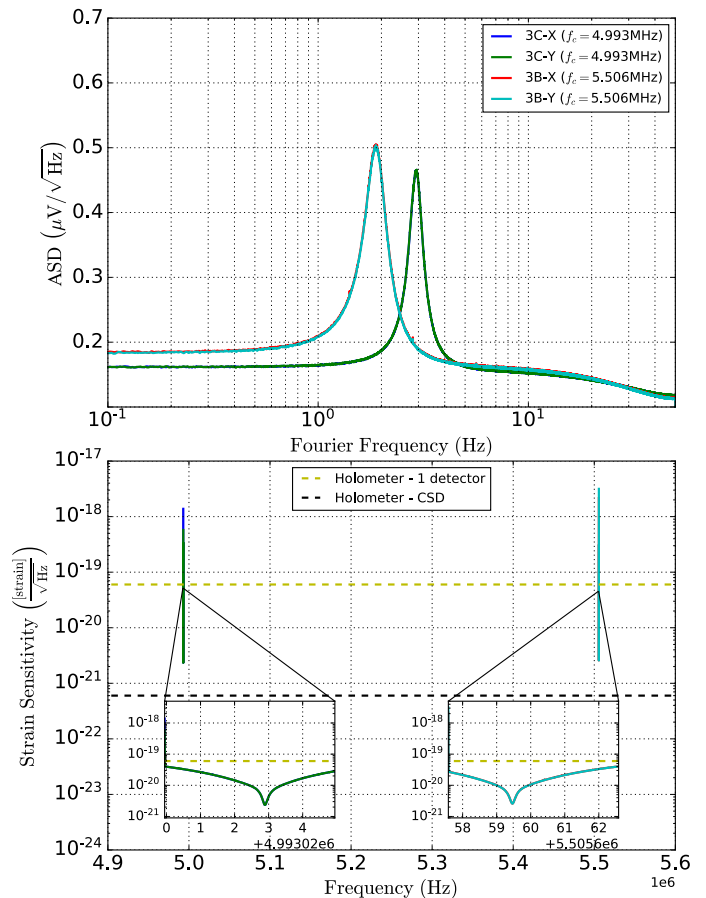 0.7
0.6
0.5
0.4
0.3
0.2
ASD (μV/√Hz)
3C-X (f_c = 4.993MHz)
3C-Y (f_c = 4.993MHz)
3B-X (f_c = 5.506MHz)
3B-Y (f_c = 5.506MHz)
10^-1 10^0 10^1
Fourier Frequency (Hz)
10^-17
10^-18
10^-19
10^-20
10^-21
10^-22
10^-23
10^-24
Strain Sensitivity ([strain]/√Hz)
Holometer - 1 detector
Holometer - CSD
10^-18
10^-19
10^-20
10^-21
0 1 2 3 4
+4.99302e6
10^-18
10^-19
10^-20
10^-21
58 59 60 61 62
+5.5056e6
4.9 5.0 5.1 5.2 5.3 5.4 5.5 5.6
1e6
Frequency (Hz)